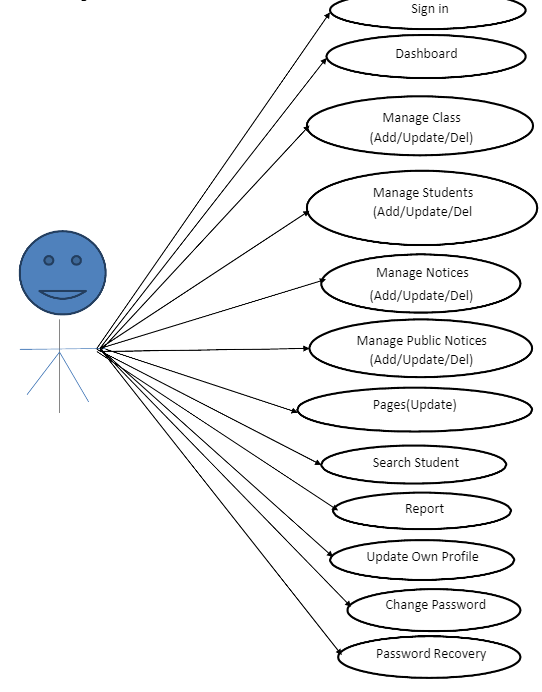 Sign in
Dashboard
Manage Class
(Add/Update/Del)
Manage Students
(Add/Update/Del
Manage Notices
(Add/Update/Del)
Manage Public Notices
(Add/Update/Del)
Pages(Update)
Search Student
Report
Update Own Profile
Change Password
Password Recovery